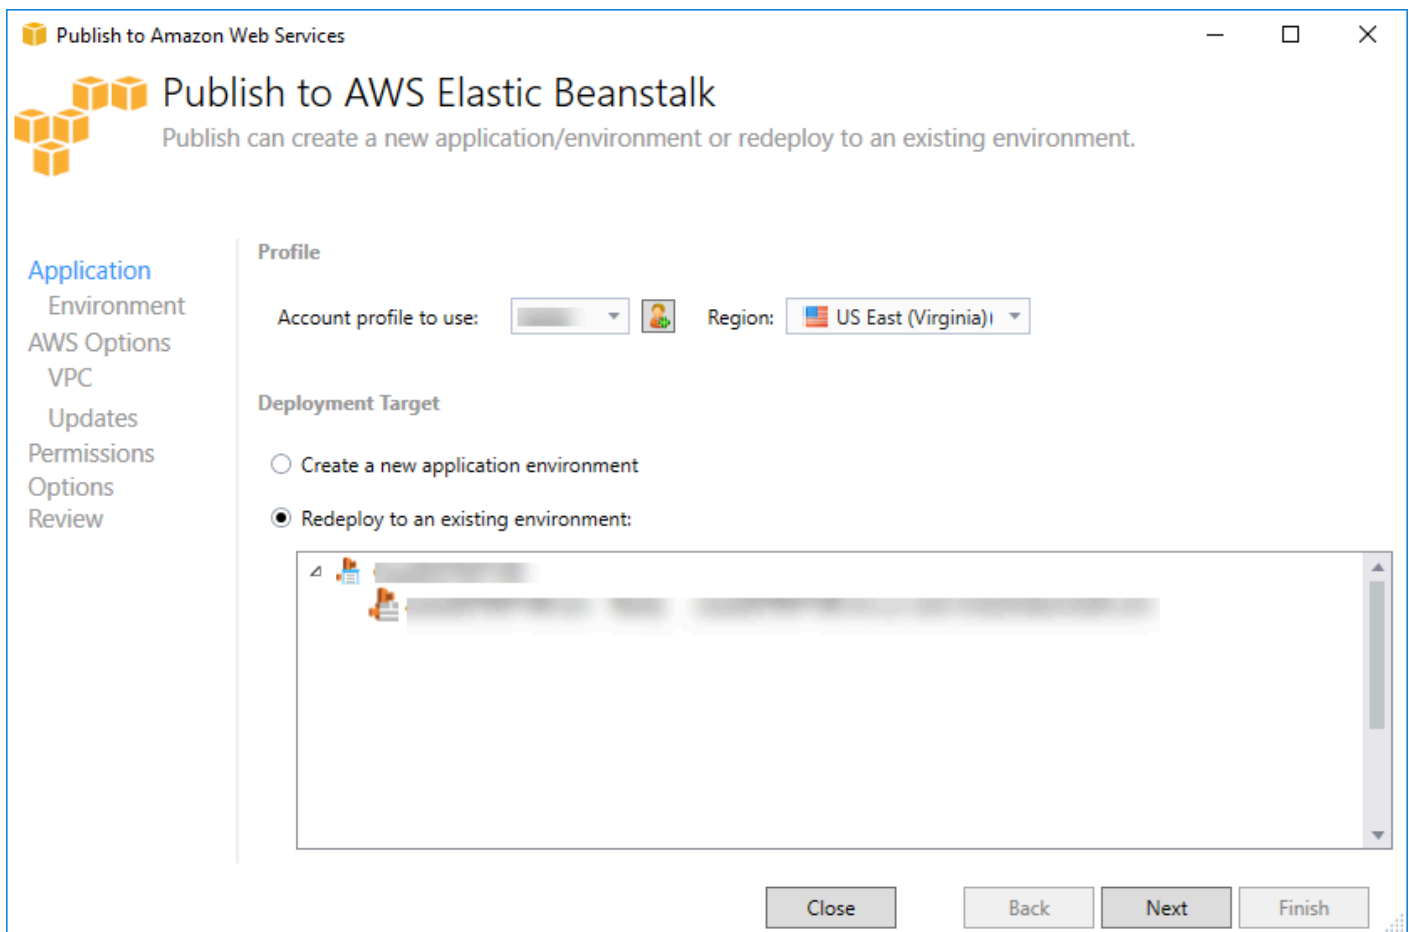 Publish to Amazon Web Services
Publish to AWS Elastic Beanstalk
Publish can create a new application/environment or redeploy to an existing environment.
Application
Environment
AWS Options
VPC
Updates
Permissions
Options
Review
Profile
Account profile to use:
Region:
US East (Virginia)
Deployment Target
Create a new application environment
Redeploy to an existing environment:
Close
Back
Next
Finish